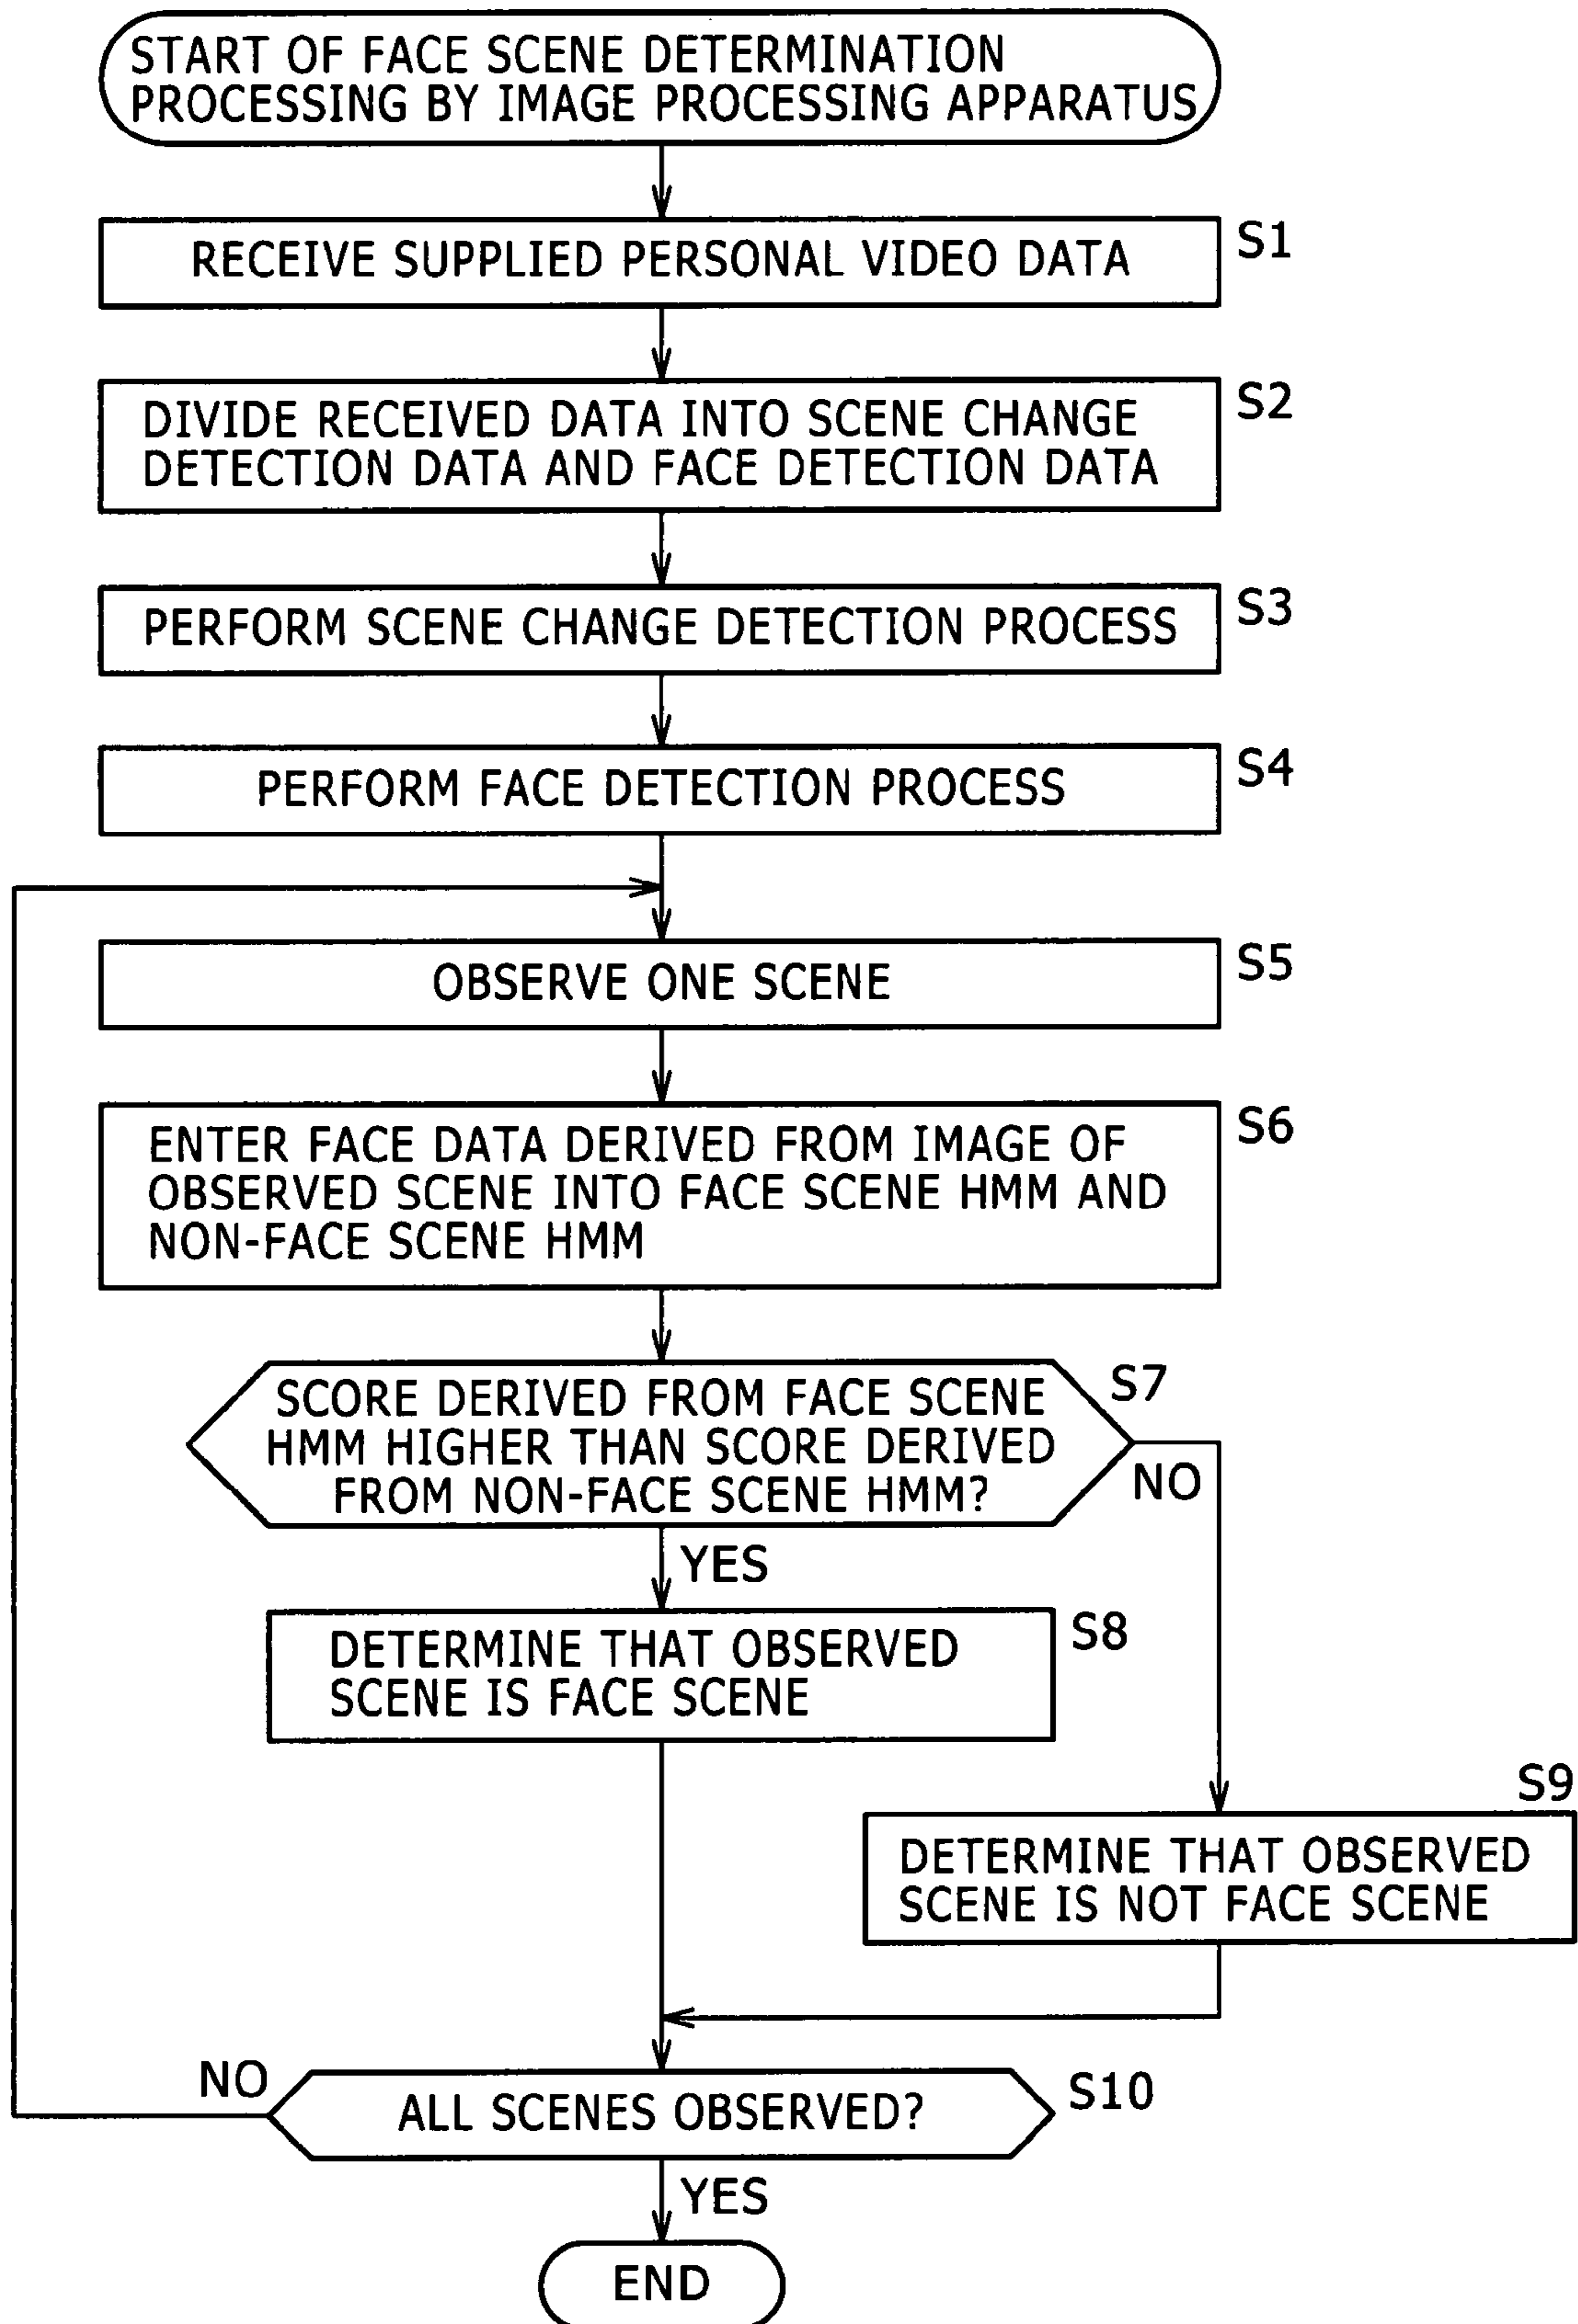 START OF FACE SCENE DETERMINATION
PROCESSING BY IMAGE PROCESSING APPARATUS
RECEIVE SUPPLIED PERSONAL VIDEO DATA
S1
DIVIDE RECEIVED DATA INTO SCENE CHANGE
DETECTION DATA AND FACE DETECTION DATA
S2
PERFORM SCENE CHANGE DETECTION PROCESS
S3
PERFORM FACE DETECTION PROCESS
S4
OBSERVE ONE SCENE
S5
ENTER FACE DATA DERIVED FROM IMAGE OF
OBSERVED SCENE INTO FACE SCENE HMM AND
NON-FACE SCENE HMM
S6
SCORE DERIVED FROM FACE SCENE
HMM HIGHER THAN SCORE DERIVED
FROM NON-FACE SCENE HMM?
S7
NO
YES
DETERMINE THAT OBSERVED
SCENE IS FACE SCENE
S8
S9
DETERMINE THAT OBSERVED
SCENE IS NOT FACE SCENE
NO
ALL SCENES OBSERVED?
S10
YES
END